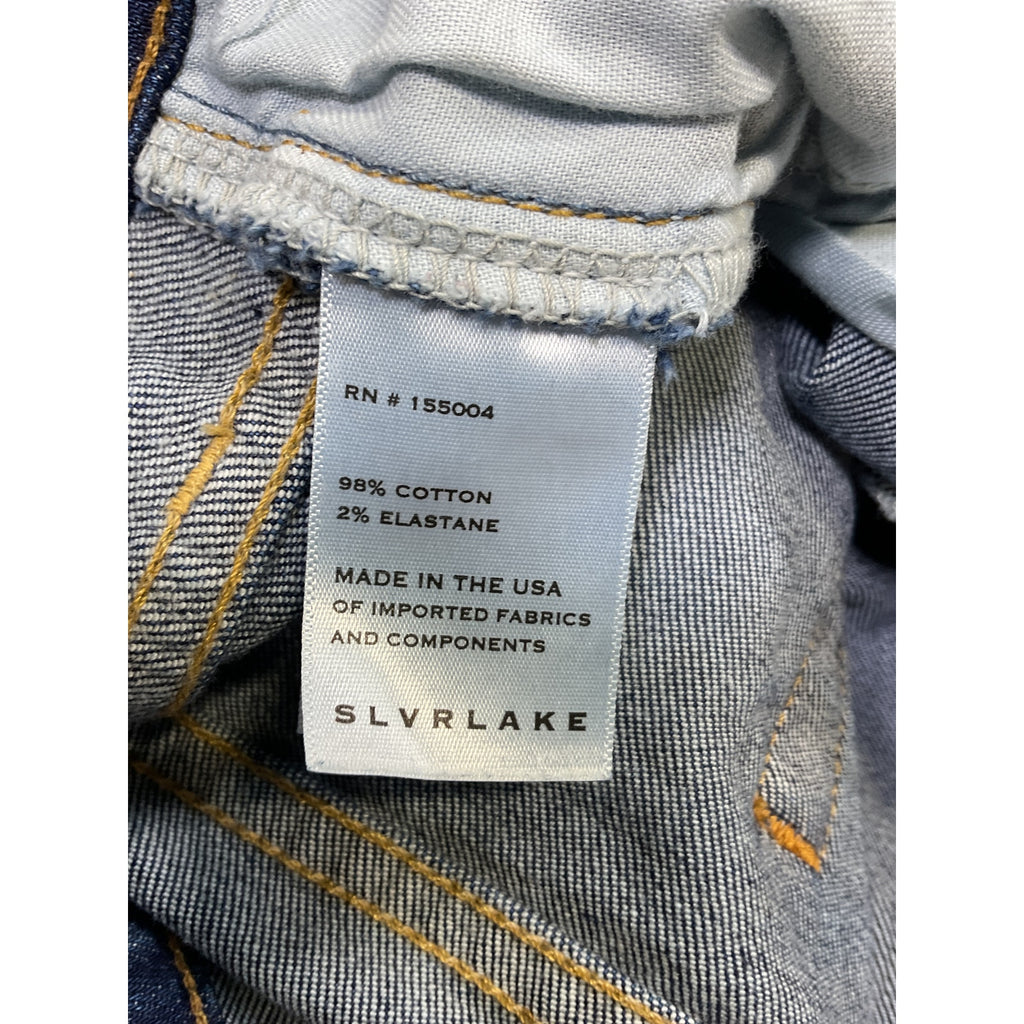 RN # 155004
98% COTTON
2% ELASTANE
MADE IN THE USA
OF IMPORTED FABRICS
AND COMPONENTS
SLVRLAKE